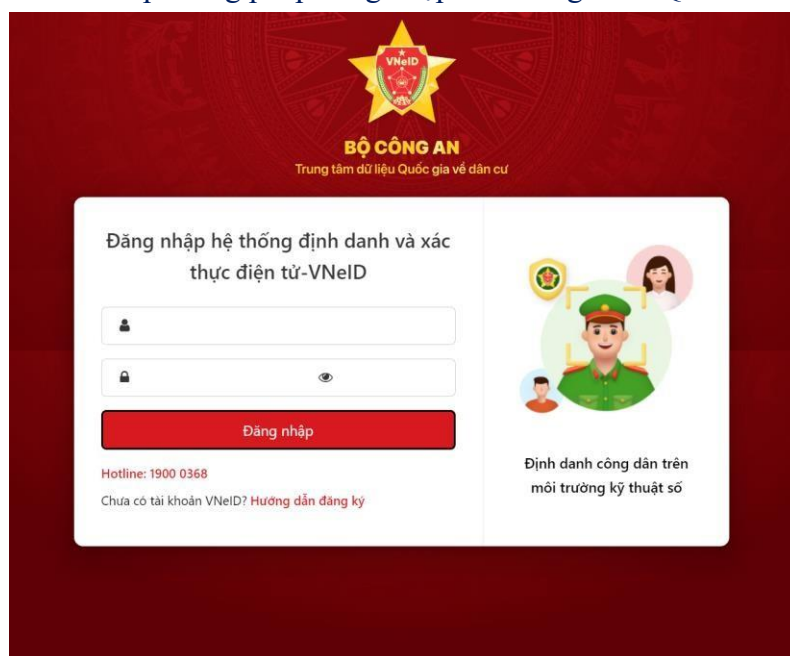 VNeID
BỘ CÔNG AN
Trung tâm dữ liệu Quốc gia về dân cư
Đăng nhập hệ thống định danh và xác
thực điện tử-VNeID
Đăng nhập
Hotline: 1900 0368
Chưa có tài khoản VNeID? Hướng dẫn đăng ký
Định danh công dân trên
môi trường kỹ thuật số